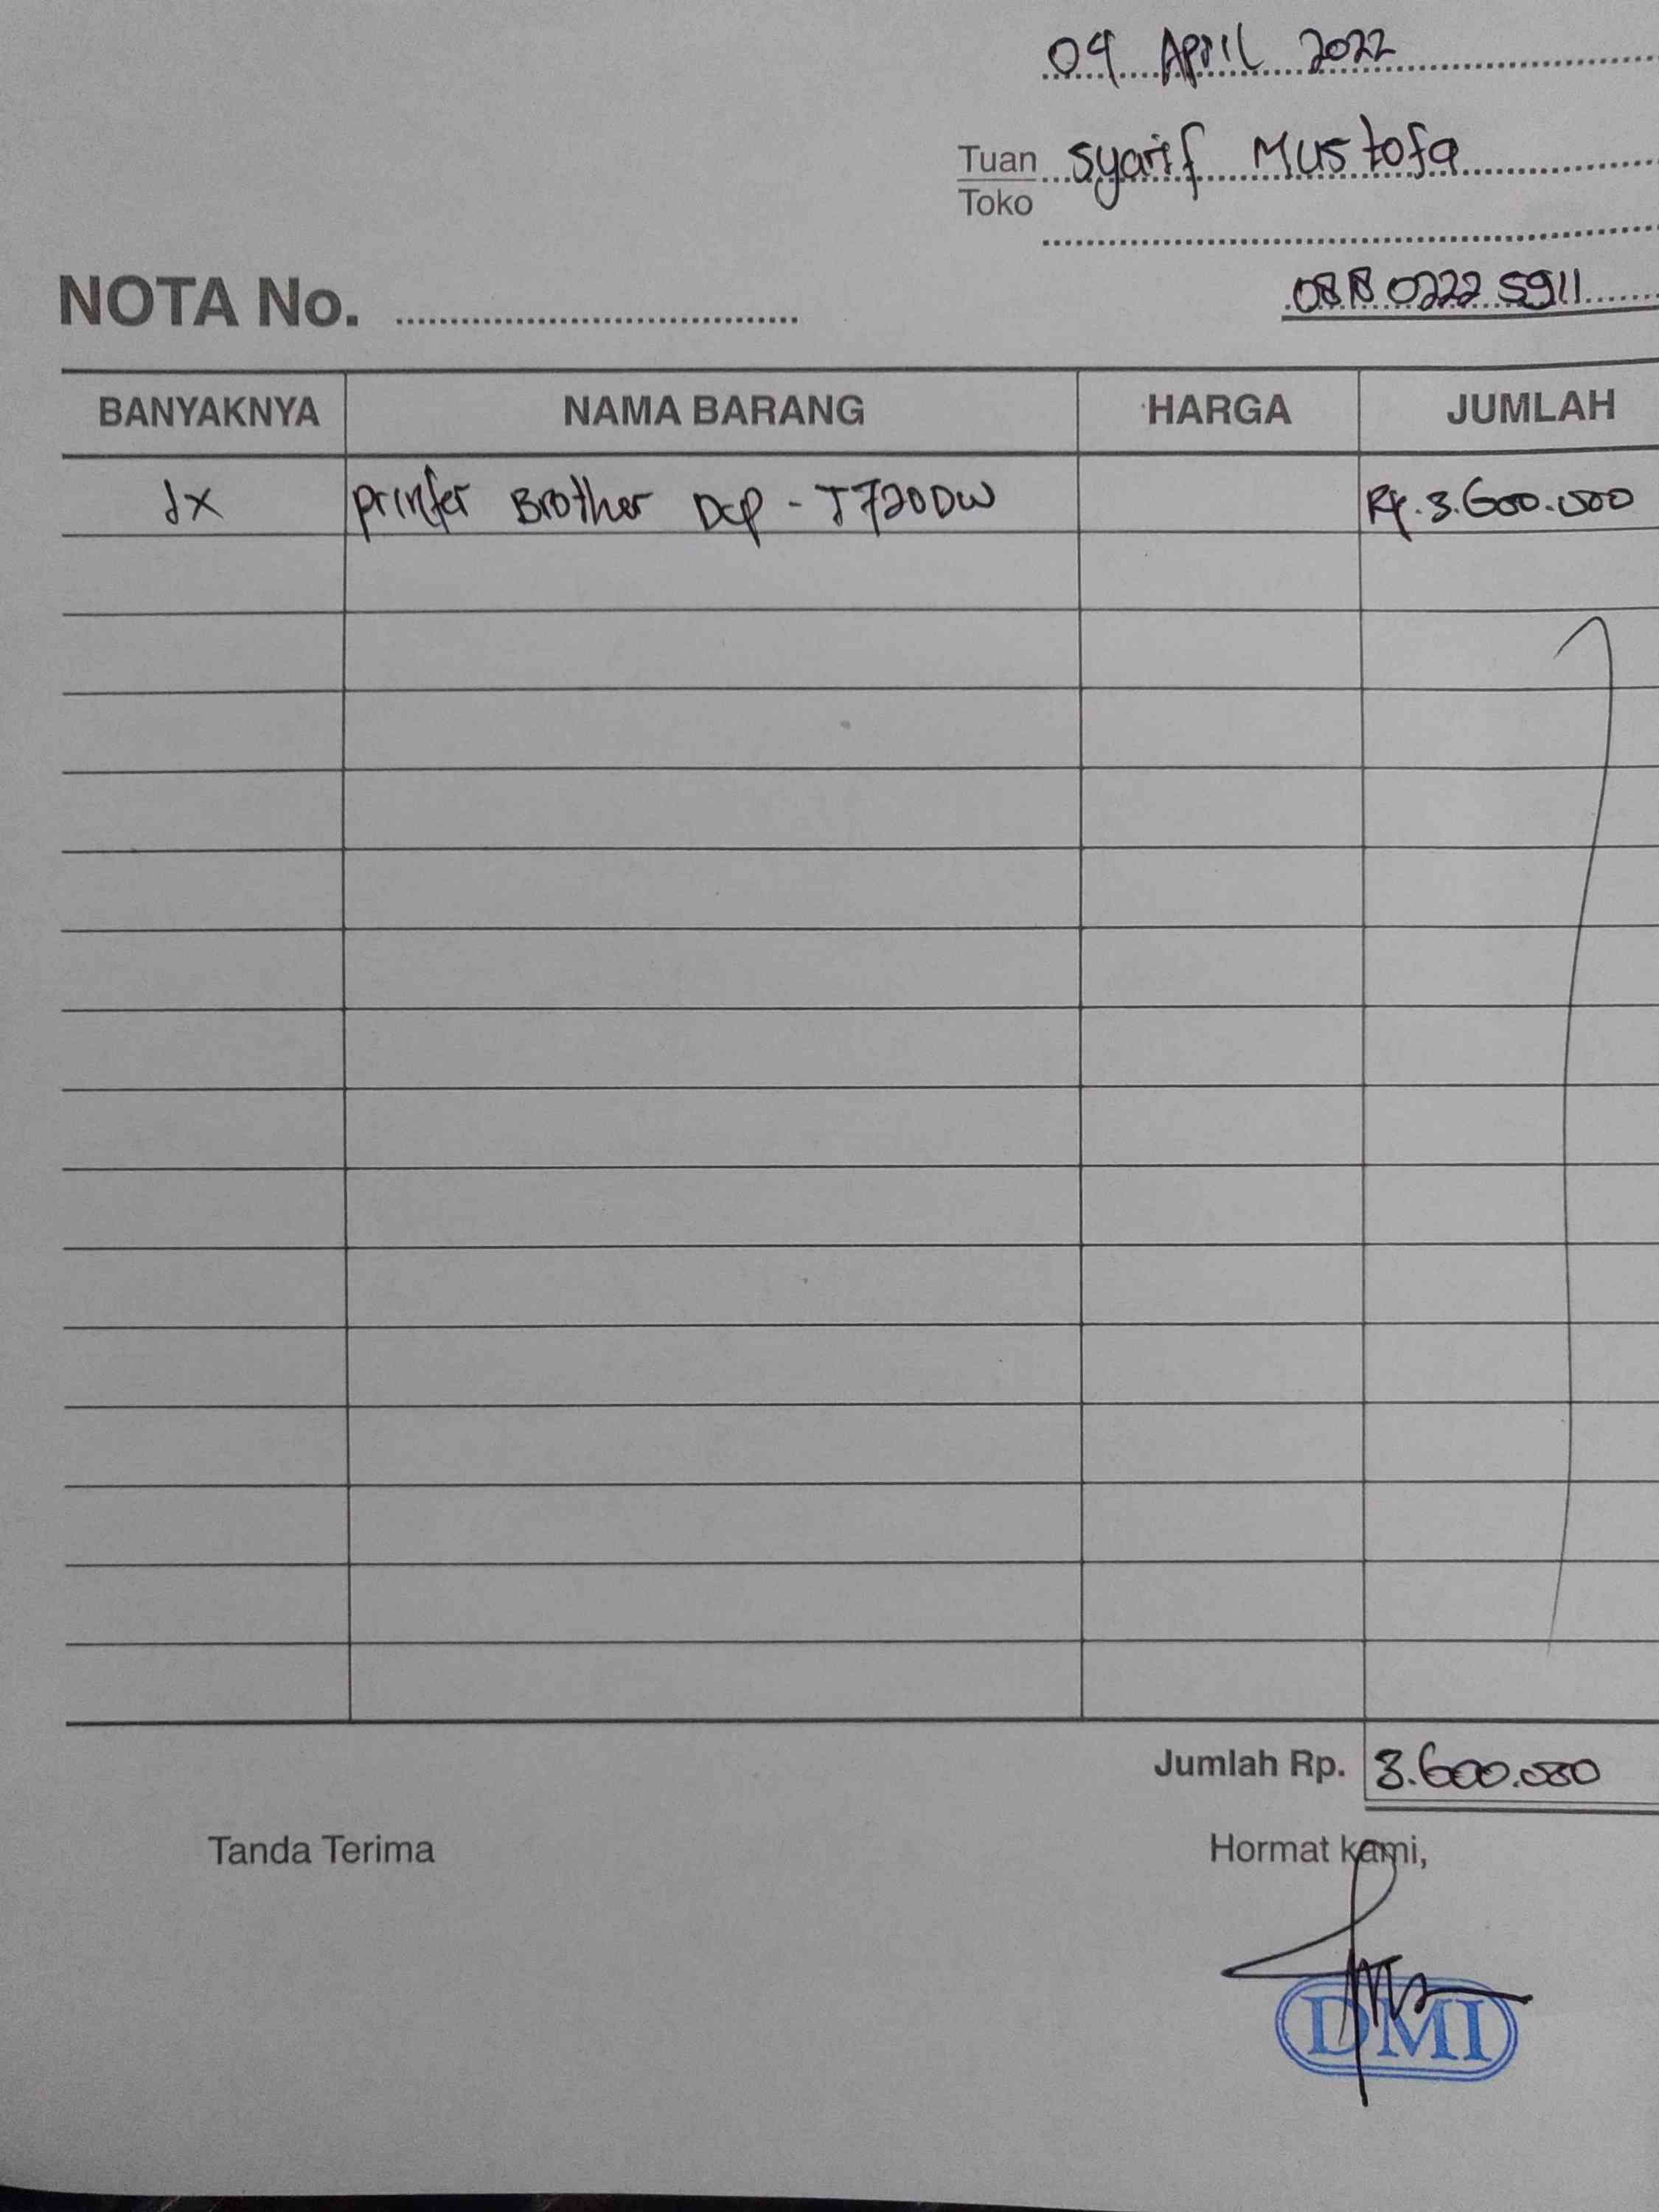 09 April 2022
Tuan Syarif Mustofa
Toko
NOTA No.
0818 0222 5911
BANYAKNYA NAMA BARANG HARGA JUMLAH
1x printer Brother Dcp - T720DW Rp. 3.600.000
Jumlah Rp. 3.600.000
Tanda Terima Hormat kami,
DMI